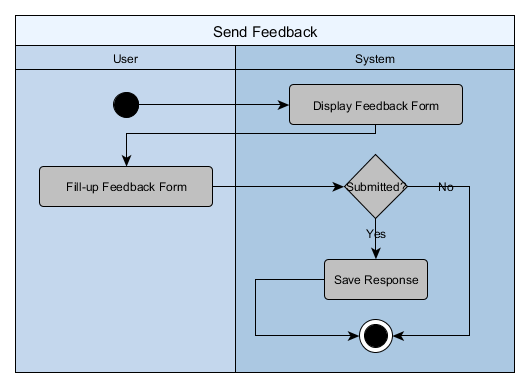 Send Feedback
User
System
Display Feedback Form
Fill-up Feedback Form
Submitted?
No
Yes
Save Response